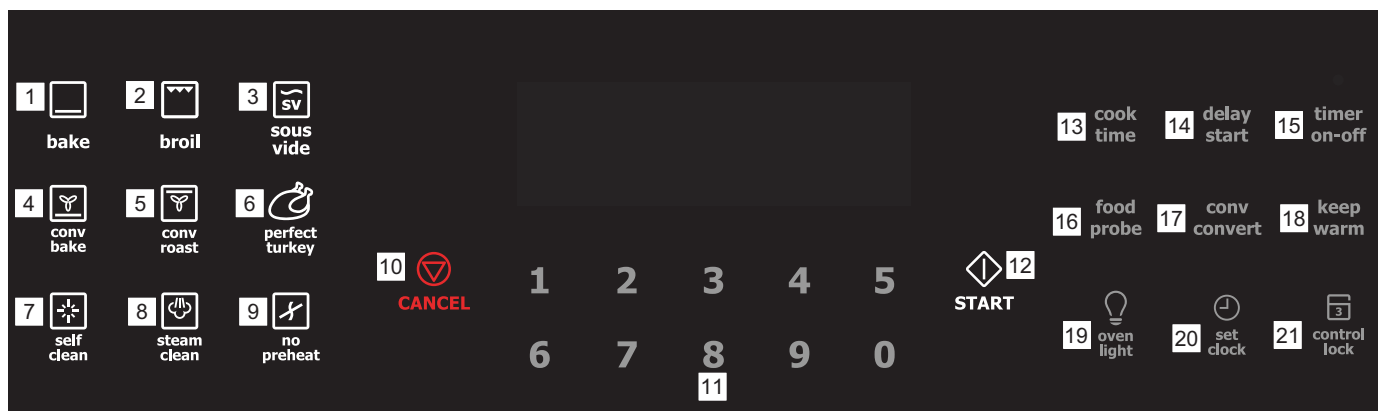 1
bake
2
broil
3
sv
sous
vide
4
conv
bake
5
conv
roast
6
perfect
turkey
7
self
clean
8
steam
clean
9
no
preheat
10
CANCEL
1 2 3 4 5
6 7 8 9 0
11
12
START
13
cook
time
14
delay
start
15
timer
on-off
16
food
probe
17
conv
convert
18
keep
warm
19
oven
light
20
set
clock
21
3
control
lock